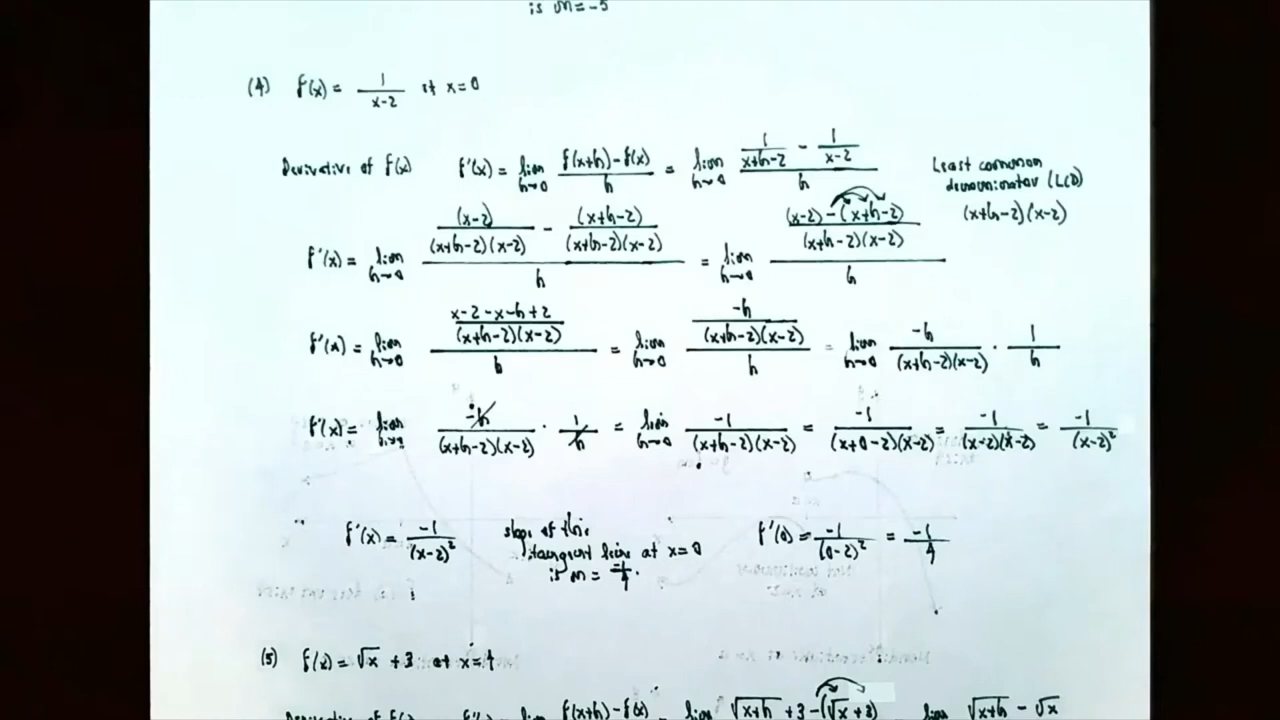 is m = -5
(4) f(x) = 1/(x-2) at x=0
Derivative of f(x) f'(x) = lim h→0 (f(x+h)-f(x))/h = lim h→0 (1/(x+h-2) - 1/(x-2))/h
Least common
denominator (LCD)
(x+h-2)(x-2)
f'(x) = lim h→0 ((x-2)/((x+h-2)(x-2)) - (x+h-2)/((x+h-2)(x-2)))/h = lim h→0 (((x-2)-(x+h-2))/((x+h-2)(x-2)))/h
f'(x) = lim h→0 ((x-2-x-h+2)/((x+h-2)(x-2)))/h = lim h→0 (-h/((x+h-2)(x-2)))/h = lim h→0 -h/((x+h-2)(x-2)) · 1/h
f'(x) = lim h→0 -h/((x+h-2)(x-2)) · 1/h = lim h→0 -1/((x+h-2)(x-2)) = -1/((x+0-2)(x-2)) = -1/((x-2)(x-2)) = -1/(x-2)²
f'(x) = -1/(x-2)²
slope of the
tangent line at x=0
is m = -1/4.
f'(0) = -1/(0-2)² = -1/4
(5) f(x) = √x + 3 at x=4
Derivative of f(x) f'(x) = lim (f(x+h)-f(x) = lim √(x+h) + 3 - (√x + 3) = lim √(x+h) - √x